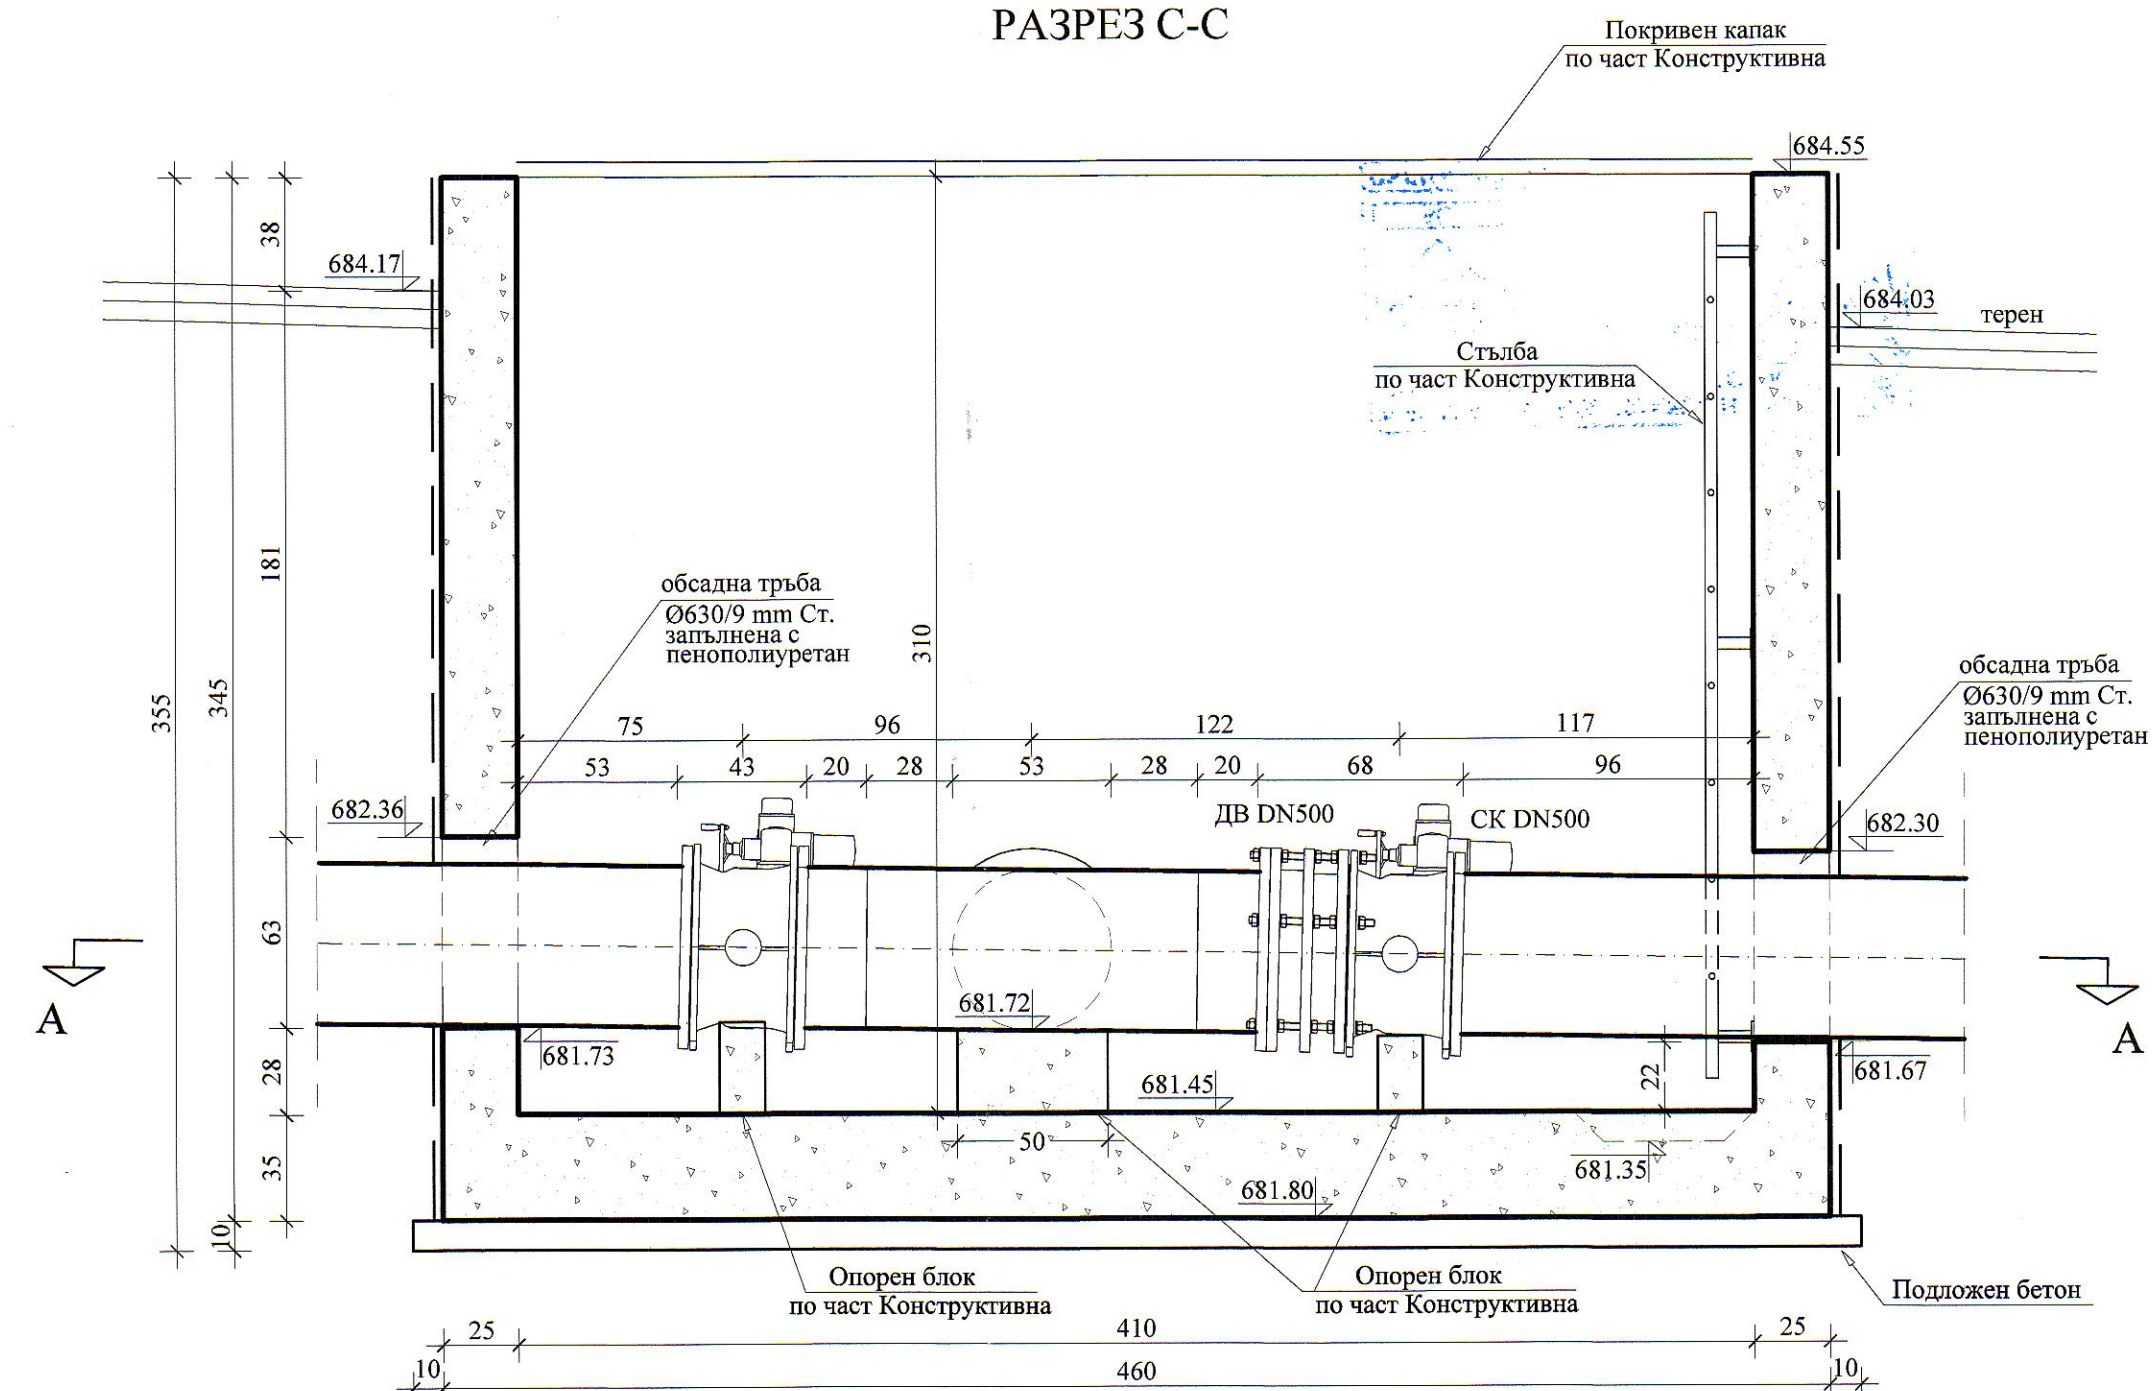 РАЗРЕЗ С-С
Покривен капак
по част Конструктивна
684.55
38
684.17
684.03
терен
Стълба
по част Конструктивна
181
обсадна тръба
Ø630/9 mm Ст.
запълнена с
пенополиуретан
310
355
345
обсадна тръба
Ø630/9 mm Ст.
запълнена с
пенополиуретан
75
96
122
117
53
43
20
28
53
28
20
68
96
682.36
ДВ DN500
СК DN500
682.30
63
А
А
681.72
681.73
681.45
22
681.67
28
50
35
681.35
681.80
10
Опорен блок
по част Конструктивна
Опорен блок
по част Конструктивна
Подложен бетон
25
410
25
10
460
10